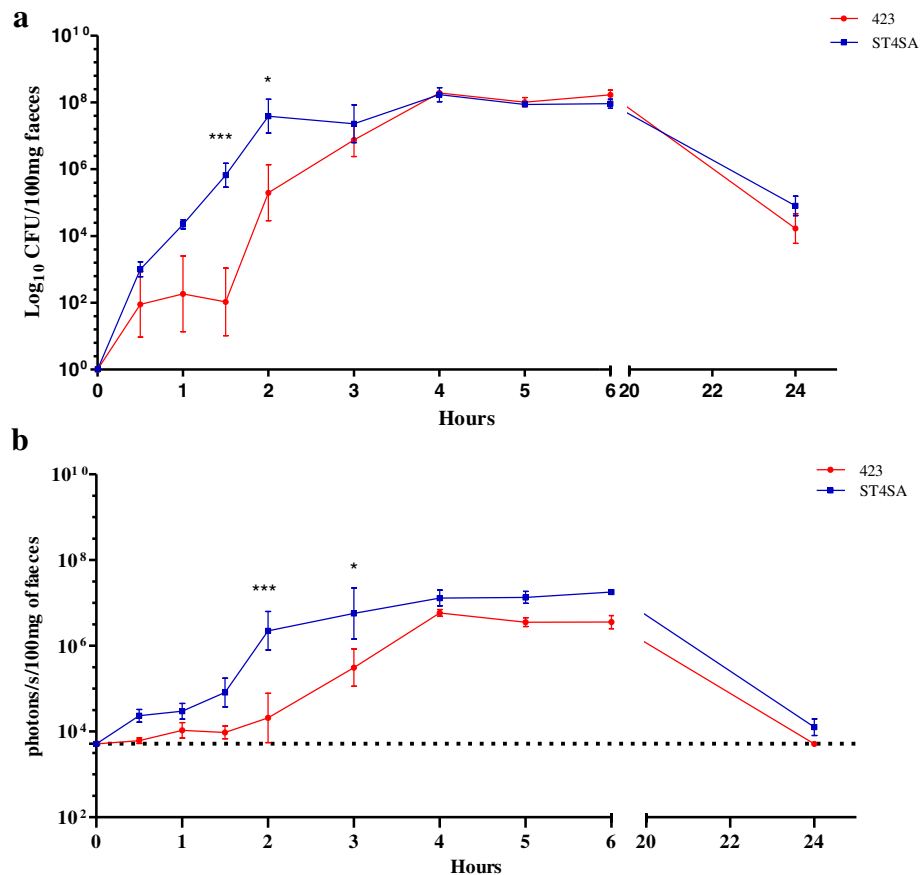 a
423
ST4SA
Log₁₀ CFU/100mg faeces
10¹⁰
10⁸
10⁶
10⁴
10²
10⁰
***
*
0 1 2 3 4 5 6 20 22 24
Hours
b
423
ST4SA
photons/s/100mg of faeces
10¹⁰
10⁸
10⁶
10⁴
10²
***
*
0 1 2 3 4 5 6 20 22 24
Hours